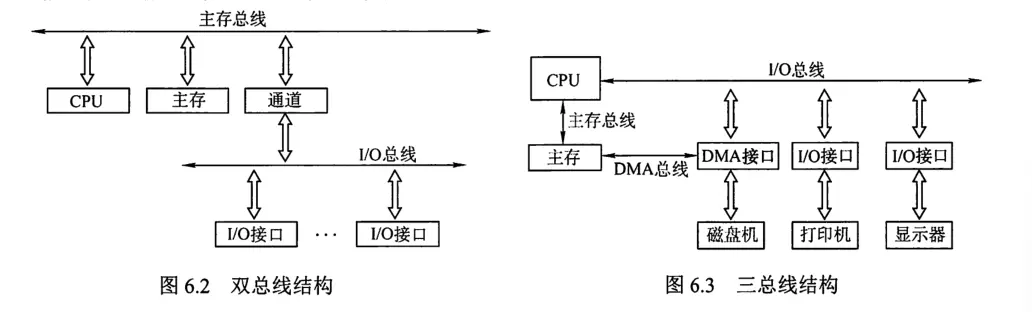 主存总线
CPU
主存
通道
I/O总线
I/O接口
···
I/O接口
图 6.2 双总线结构
CPU
I/O总线
主存总线
主存
DMA总线
DMA接口
I/O接口
I/O接口
磁盘机
打印机
显示器
图 6.3 三总线结构